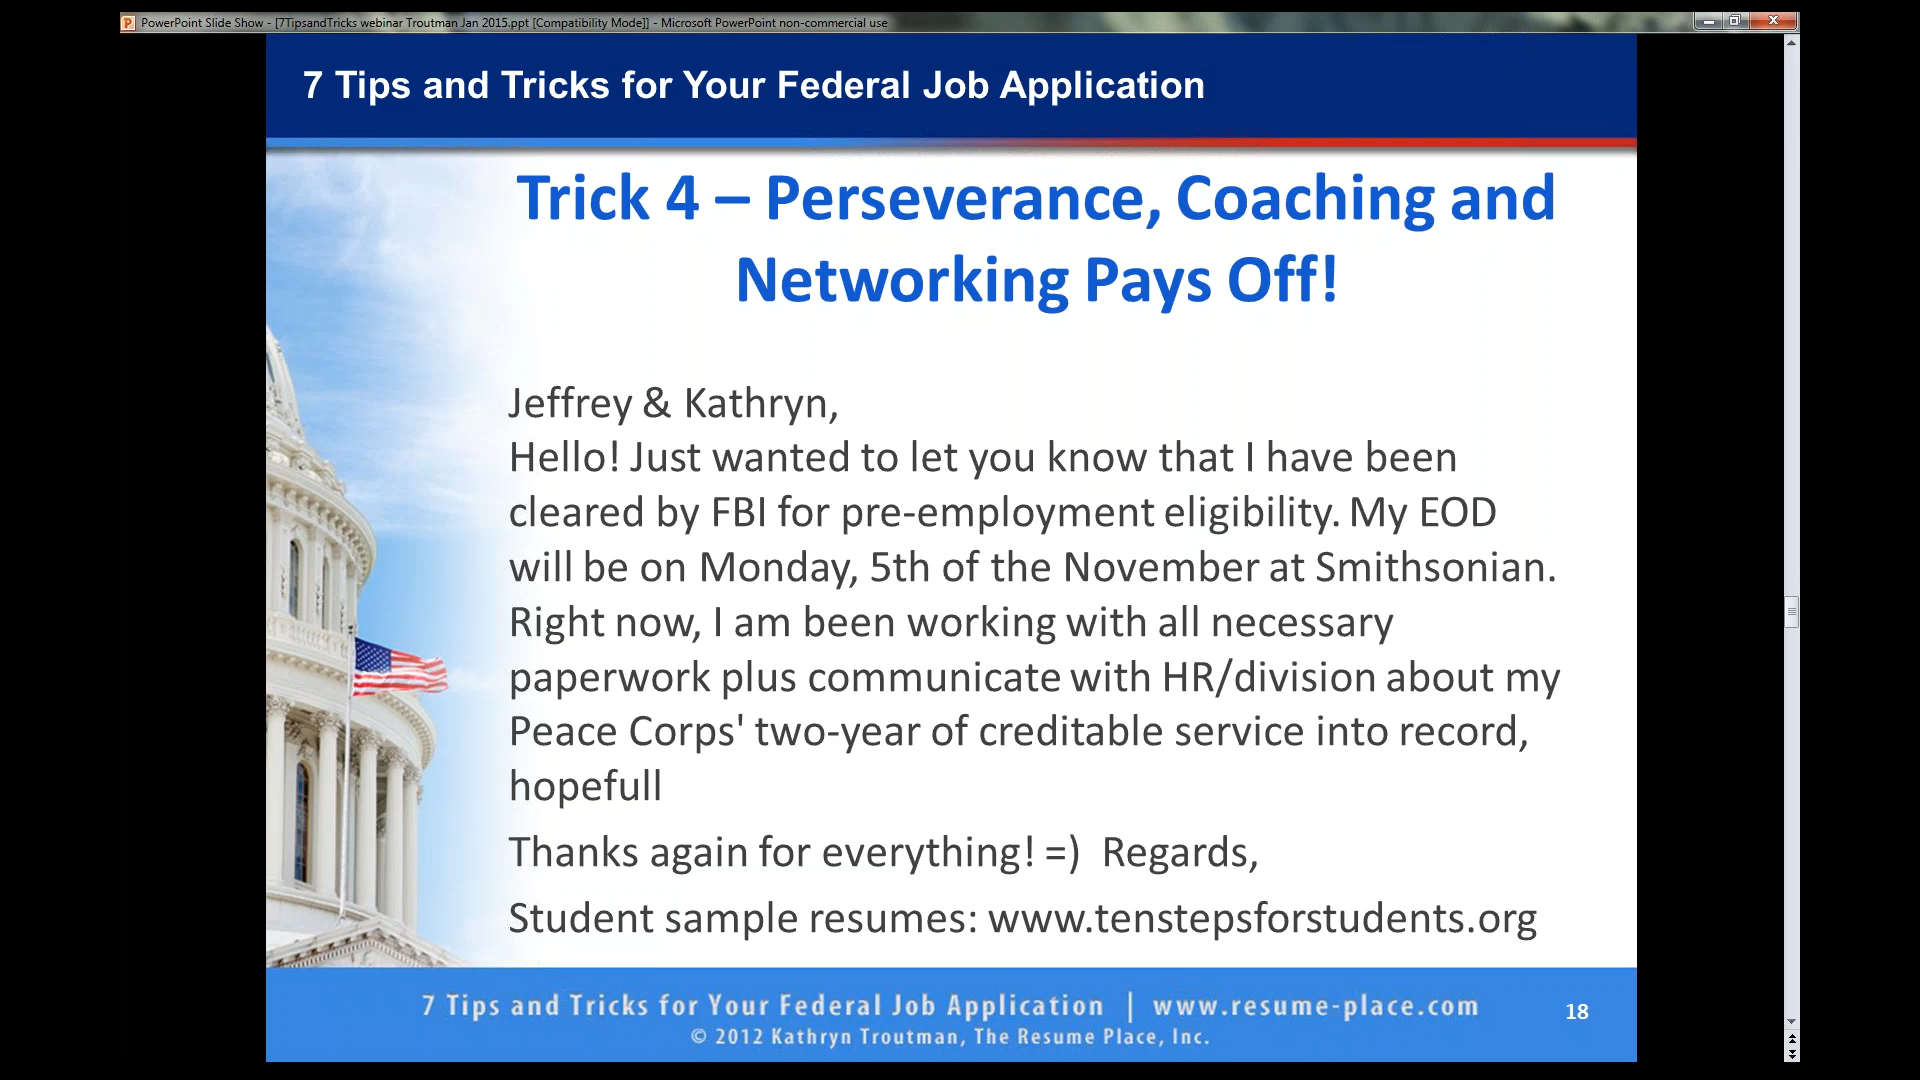 PowerPoint Slide Show - [7TipsandTricks webinar Troutman Jan 2015.ppt [Compatibility Mode]] - Microsoft PowerPoint non-commercial use
7 Tips and Tricks for Your Federal Job Application
Trick 4 – Perseverance, Coaching and
Networking Pays Off!
Jeffrey & Kathryn,
Hello! Just wanted to let you know that I have been
cleared by FBI for pre-employment eligibility. My EOD
will be on Monday, 5th of the November at Smithsonian.
Right now, I am been working with all necessary
paperwork plus communicate with HR/division about my
Peace Corps' two-year of creditable service into record,
hopefull
Thanks again for everything! =)  Regards,
Student sample resumes: www.tenstepsforstudents.org
7 Tips and Tricks for Your Federal Job Application | www.resume-place.com
© 2012 Kathryn Troutman, The Resume Place, Inc.
18